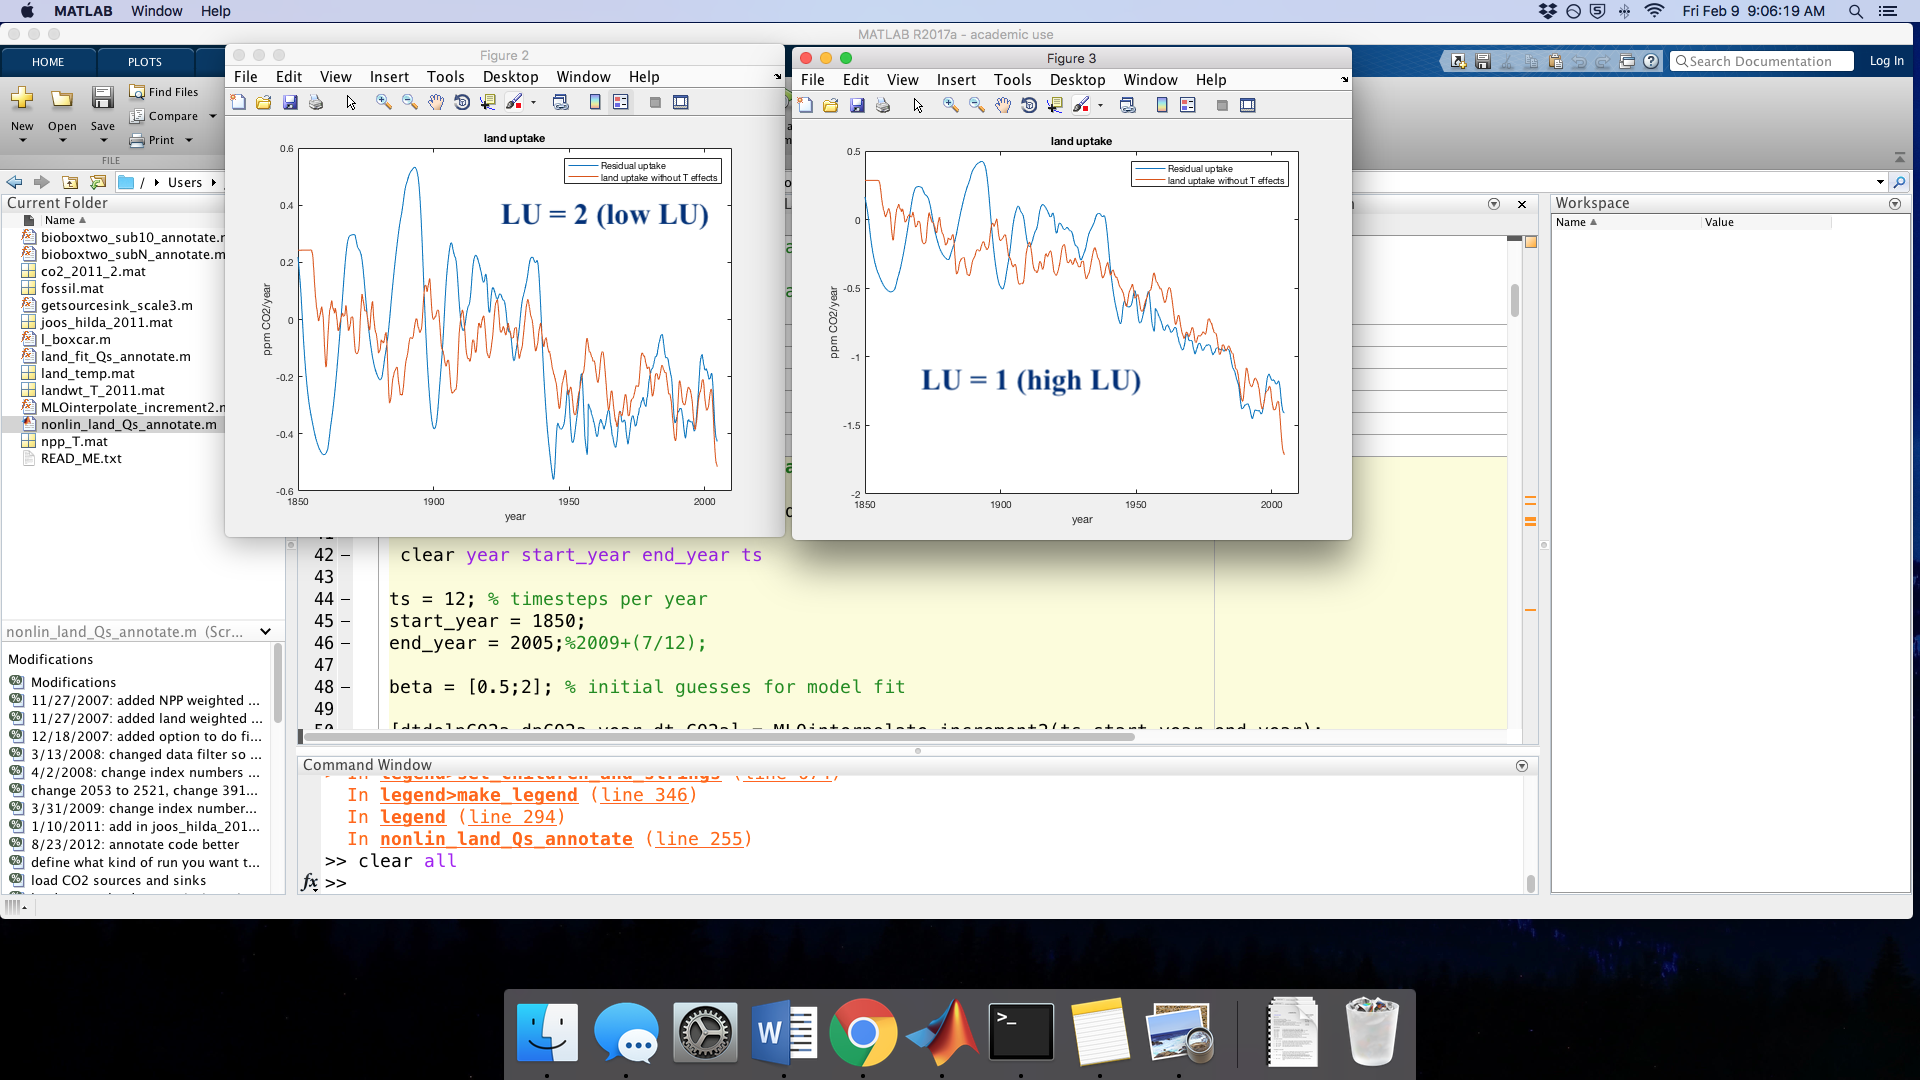 MATLAB Window Help
Fri Feb 9 9:06:19 AM
MATLAB R2017a - academic use
HOME PLOTS
Search Documentation
Log In
New Open Save
Find Files
Compare
Print
FILE
/ Users
Current Folder
Name
bioboxtwo_sub10_annotate.m
bioboxtwo_subN_annotate.m
co2_2011_2.mat
fossil.mat
getsourcesink_scale3.m
joos_hilda_2011.mat
l_boxcar.m
land_fit_Qs_annotate.m
land_temp.mat
landwt_T_2011.mat
MLOinterpolate_increment2.m
nonlin_land_Qs_annotate.m
npp_T.mat
READ_ME.txt
nonlin_land_Qs_annotate.m (Scr...
Modifications
Modifications
11/27/2007: added NPP weighted ...
11/27/2007: added land weighted ...
12/18/2007: added option to do fi...
3/13/2008: changed data filter so ...
4/2/2008: change index numbers ...
change 2053 to 2521, change 391...
3/31/2009: change index number...
1/10/2011: add in joos_hilda_201...
8/23/2012: annotate code better
define what kind of run you want t...
load CO2 sources and sinks
Figure 2
File Edit View Insert Tools Desktop Window Help
land uptake
Residual uptake
land uptake without T effects
LU = 2 (low LU)
ppm CO2/year
0.6
0.4
0.2
0
-0.2
-0.4
-0.6
1850 1900 1950 2000
year
Figure 3
File Edit View Insert Tools Desktop Window Help
land uptake
Residual uptake
land uptake without T effects
LU = 1 (high LU)
ppm CO2/year
0.5
0
-0.5
-1
-1.5
-2
1850 1900 1950 2000
year
42 clear year start_year end_year ts
43
44 ts = 12; % timesteps per year
45 start_year = 1850;
46 end_year = 2005;%2009+(7/12);
47
48 beta = [0.5;2]; % initial guesses for model fit
49
Command Window
In legend>make_legend (line 346)
In legend (line 294)
In nonlin_land_Qs_annotate (line 255)
>> clear all
fx >>
Workspace
Name Value